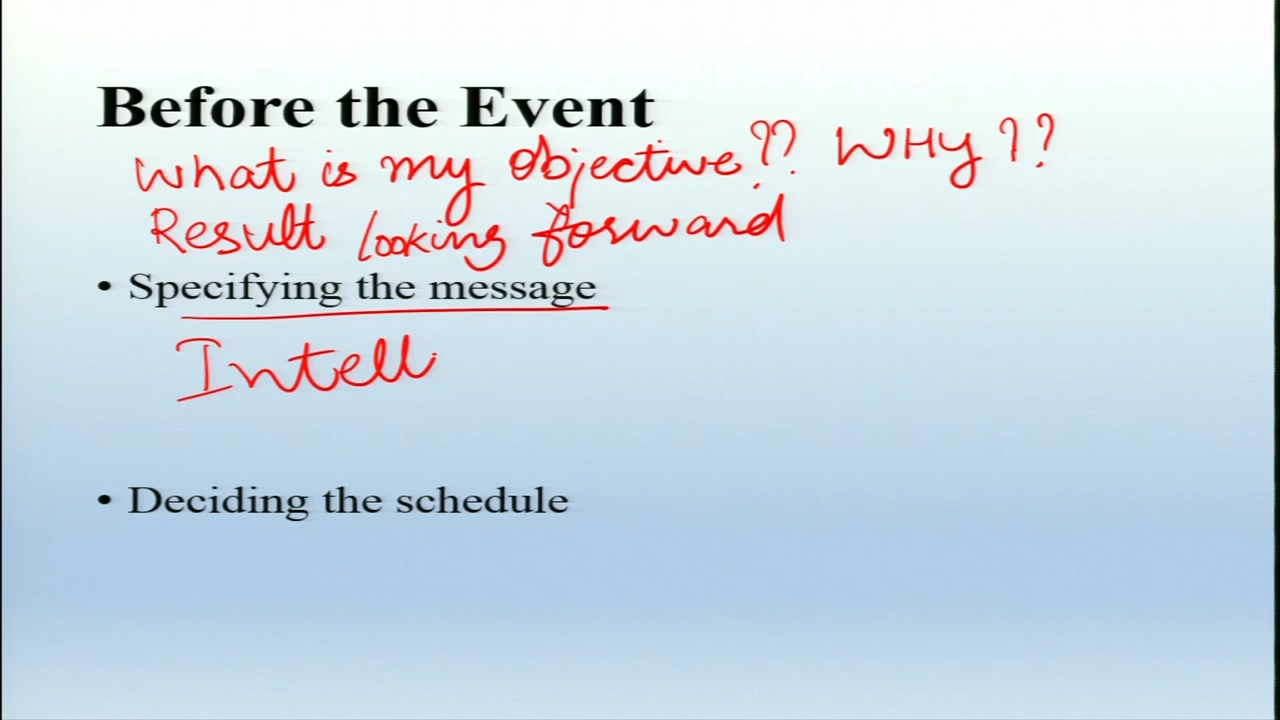 Before the Event
What is my objective?? WHY??
Result looking forward
• Specifying the message
Intell
• Deciding the schedule